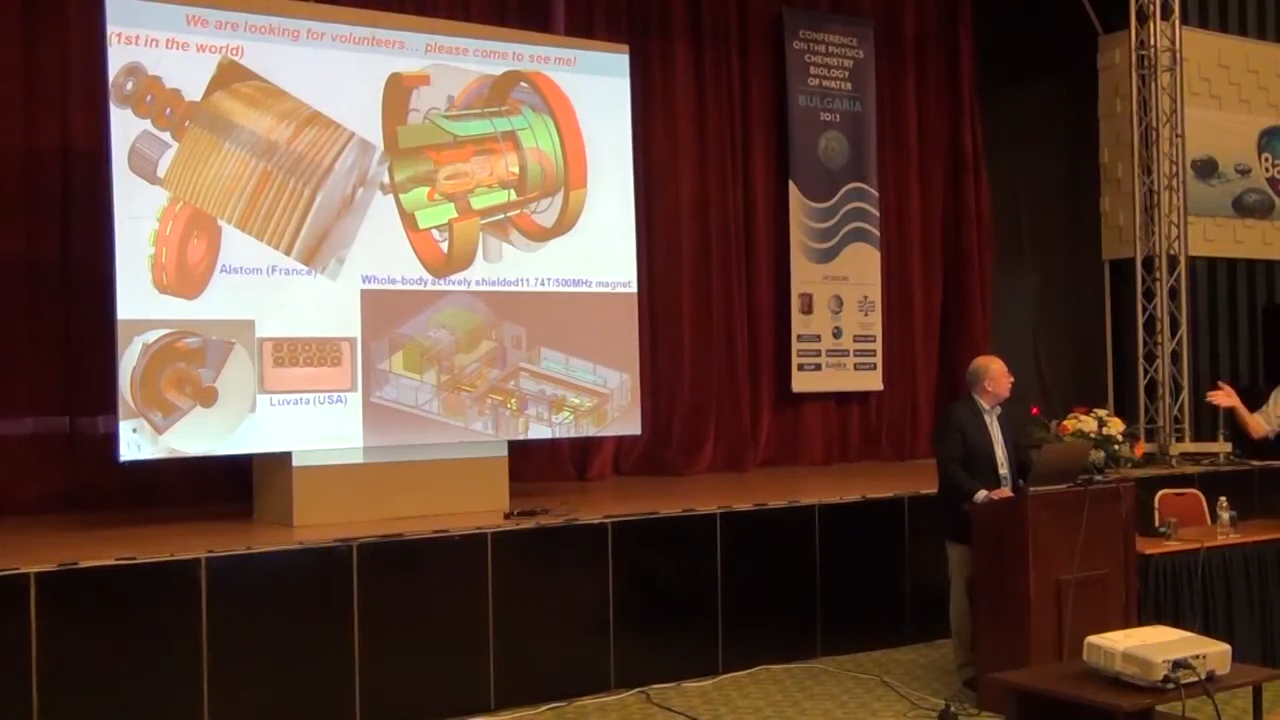 We are looking for volunteers... please come to see me!
(1st in the world)
Alstom (France)
Whole-body actively shielded11.74T/500MHz magnet
Luvata (USA)
CONFERENCE
ON THE PHYSICS
CHEMISTRY
BIOLOGY
OF WATER
BULGARIA
2013
SPONSORS
Ba